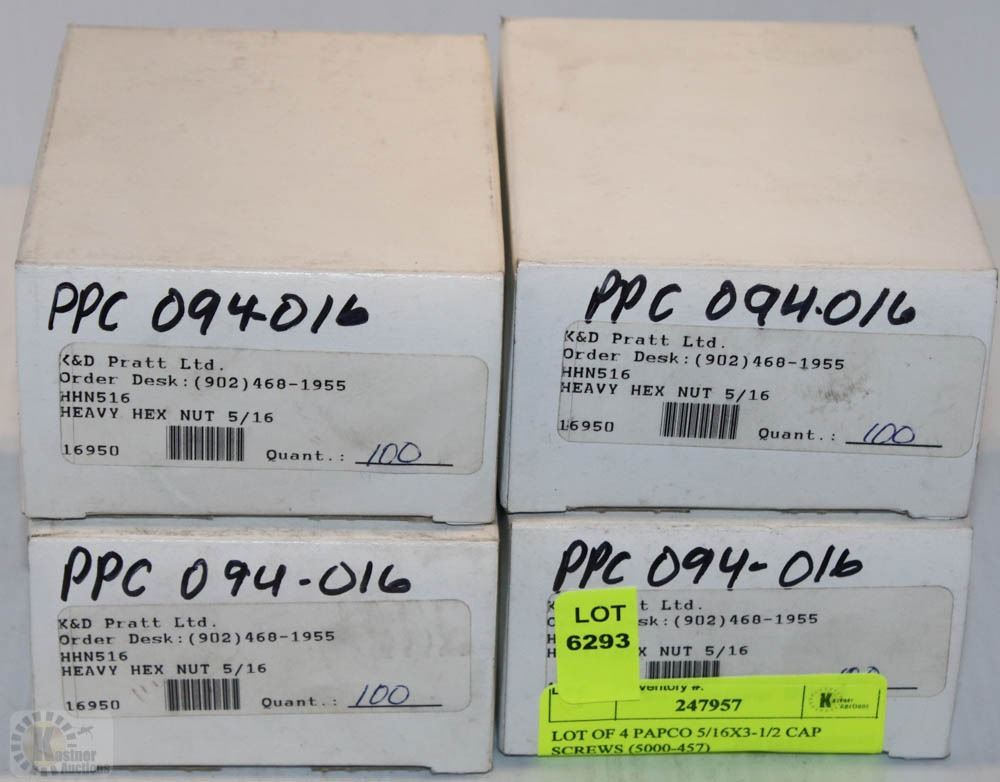 PPC 094-016
K&D Pratt Ltd.
Order Desk:(902)468-1955
HHN516
HEAVY HEX NUT 5/16
16950
Quant.: 100
PPC 094-016
K&D Pratt Ltd.
Order Desk:(902)468-1955
HHN516
HEAVY HEX NUT 5/16
16950
Quant.: 100
PPC 094-016
K&D Pratt Ltd.
Order Desk:(902)468-1955
HHN516
HEAVY HEX NUT 5/16
16950
Quant.: 100
PPC 094-016
t Ltd.
sk:(902)468-1955
NUT 5/16
LOT
6293
247957
Kastner
Auctions
LOT OF 4 PAPCO 5/16X3-1/2 CAP
SCREWS (5000-457)
Kastner
Auctions